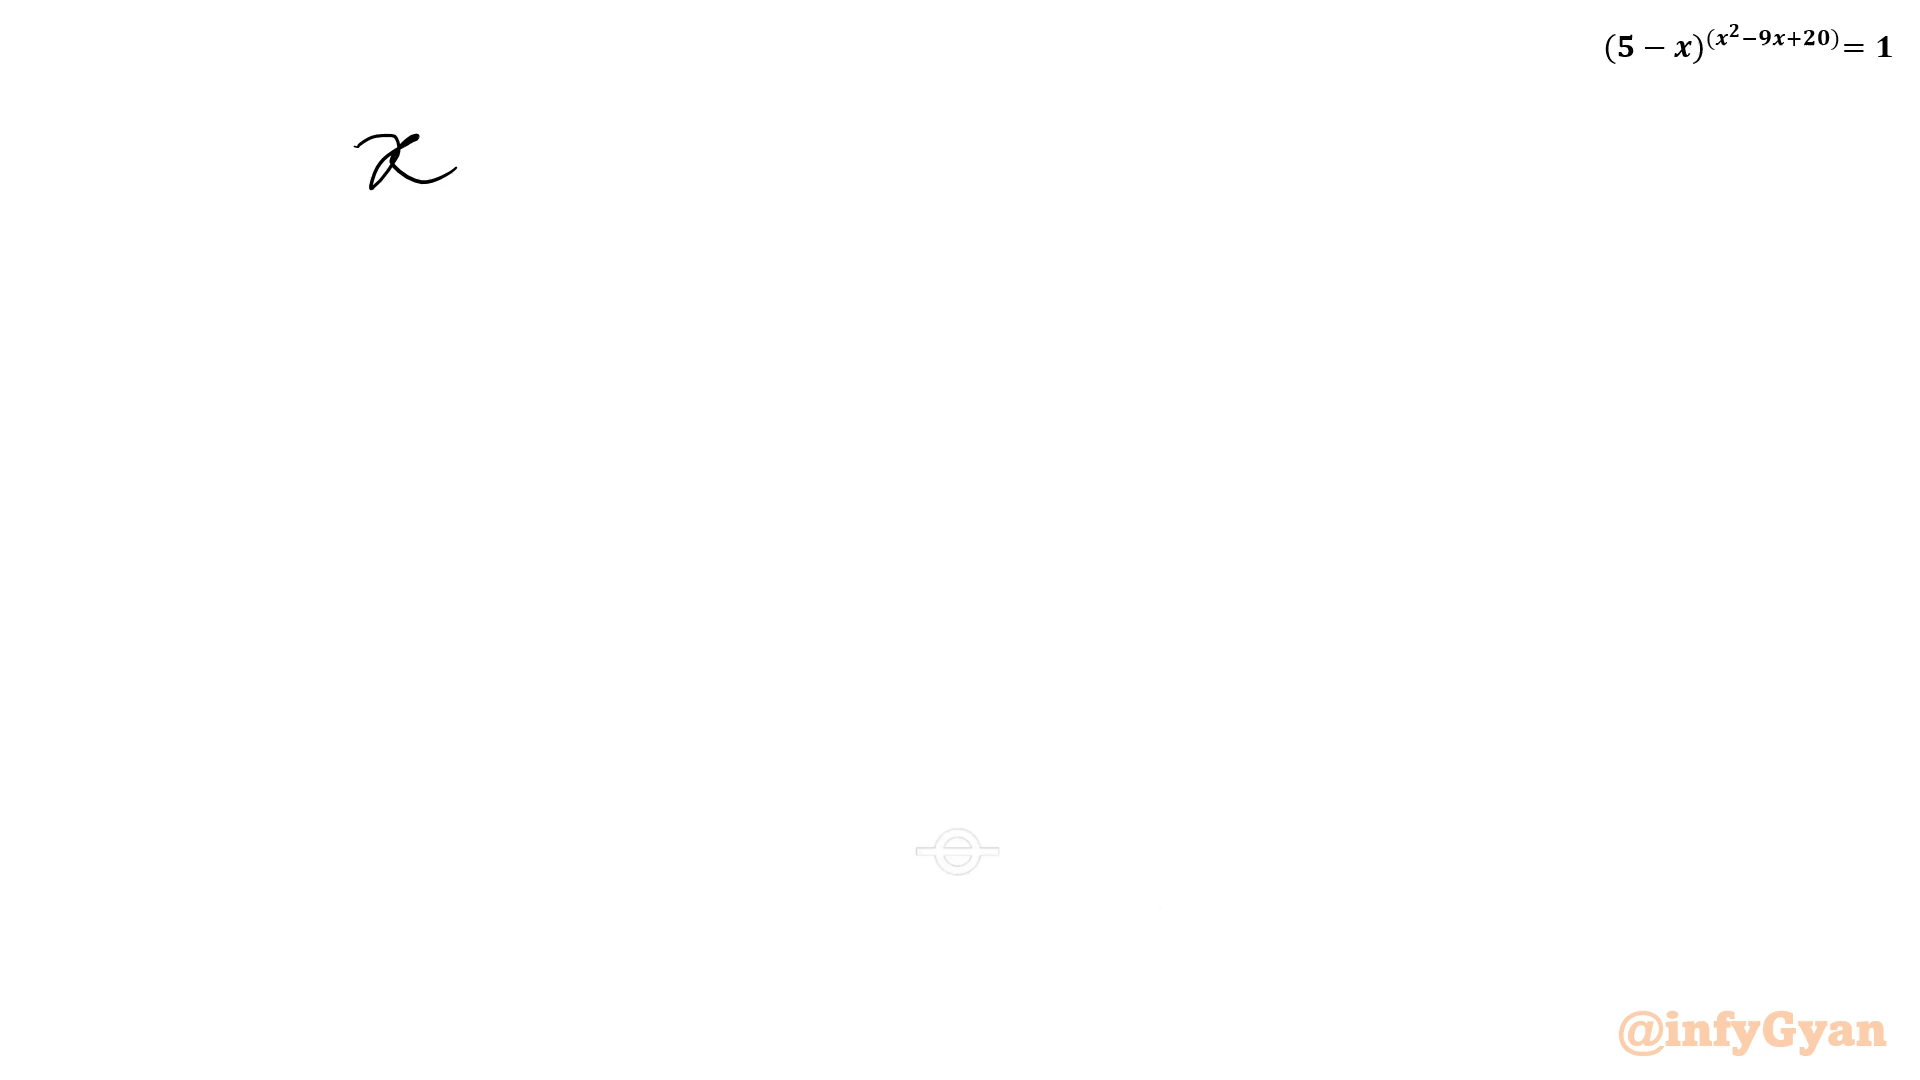 (5 − x)^(x²−9x+20) = 1
x
@infyGyan